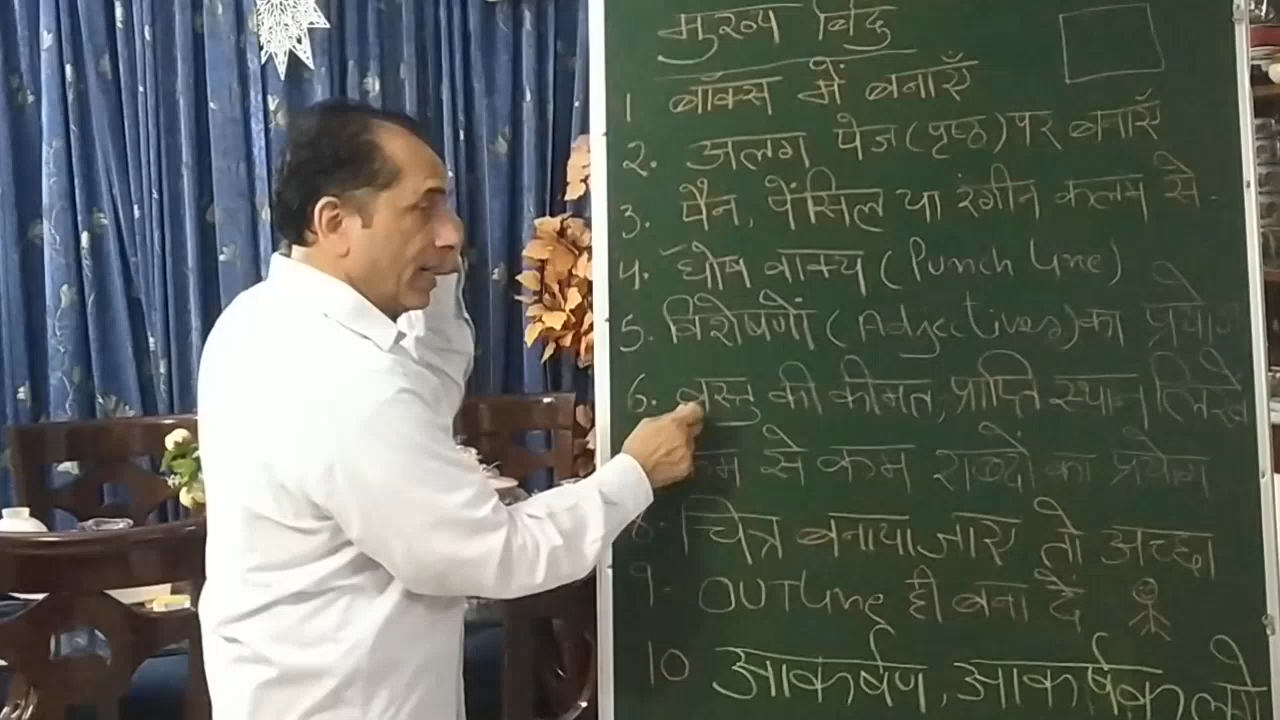 मुख्य बिंदु
1 बॉक्स में बनाएँ
2. अलग पेज (पृष्ठ) पर बनाएँ
3. पैन, पेंसिल या रंगीन कलम से -
4. घोष वाक्य (Punch line)
5. विशेषणों (Adjectives) का प्रयोग
6. वस्तु की कीमत, प्राप्ति स्थान लिखें
से कम शब्दों का प्रयोग
8. चित्र बनाया जाए तो अच्छा
9. OUTLine ही बना दें
10 आकर्षण, आकर्षक लगे